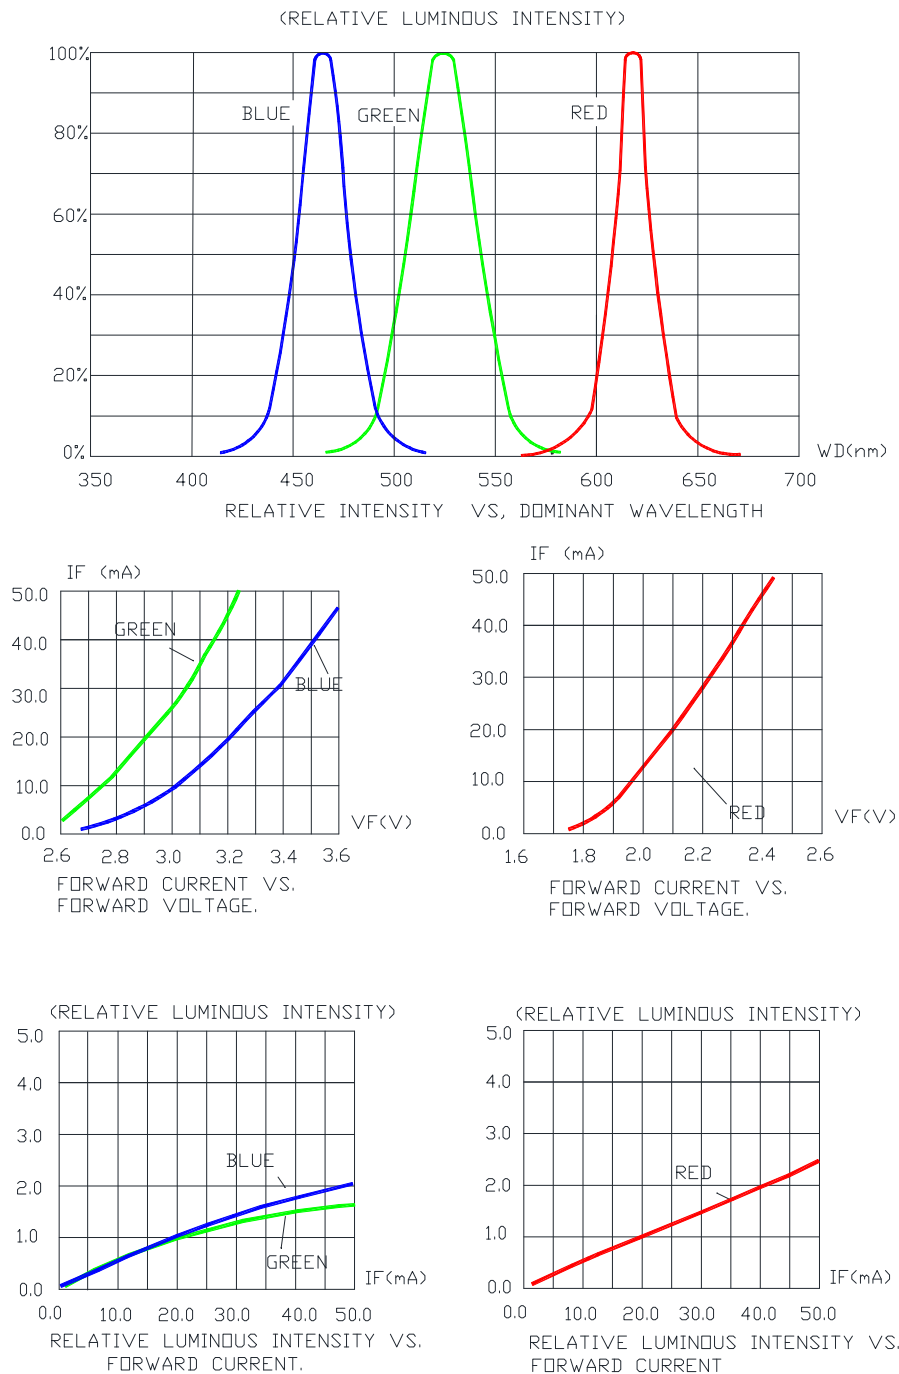 (RELATIVE LUMINOUS INTENSITY)
100%
80%
60%
40%
20%
0%
BLUE
GREEN
RED
WD(nm)
350 400 450 500 550 600 650 700
RELATIVE INTENSITY VS, DOMINANT WAVELENGTH
IF (mA)
50.0
40.0
30.0
20.0
10.0
0.0
GREEN
BLUE
VF(V)
2.6 2.8 3.0 3.2 3.4 3.6
FORWARD CURRENT VS.
FORWARD VOLTAGE.
IF (mA)
50.0
40.0
30.0
20.0
10.0
0.0
RED
VF(V)
1.6 1.8 2.0 2.2 2.4 2.6
FORWARD CURRENT VS.
FORWARD VOLTAGE.
(RELATIVE LUMINOUS INTENSITY)
5.0
4.0
3.0
2.0
1.0
0.0
BLUE
GREEN
IF(mA)
0.0 10.0 20.0 30.0 40.0 50.0
RELATIVE LUMINOUS INTENSITY VS.
FORWARD CURRENT.
(RELATIVE LUMINOUS INTENSITY)
5.0
4.0
3.0
2.0
1.0
0.0
RED
IF(mA)
0.0 10.0 20.0 30.0 40.0 50.0
RELATIVE LUMINOUS INTENSITY VS.
FORWARD CURRENT